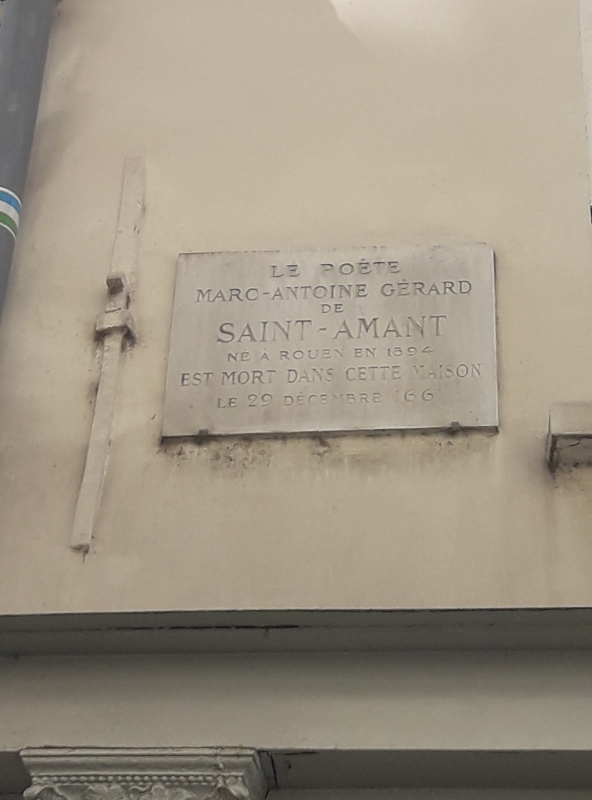 LE POÊTE
MARC-ANTOINE GÉRARD
DE
SAINT-AMANT
NÉ À ROUEN EN 1594
EST MORT DANS CETTE MAISON
LE 29 DÉCEMBRE